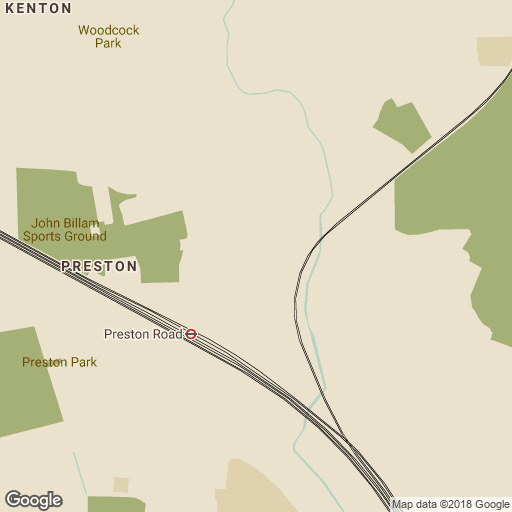 KENTON
Woodcock
Park
John Billam
Sports Ground
PRESTON
Preston Road
Preston Park
Google
Map data ©2018 Google